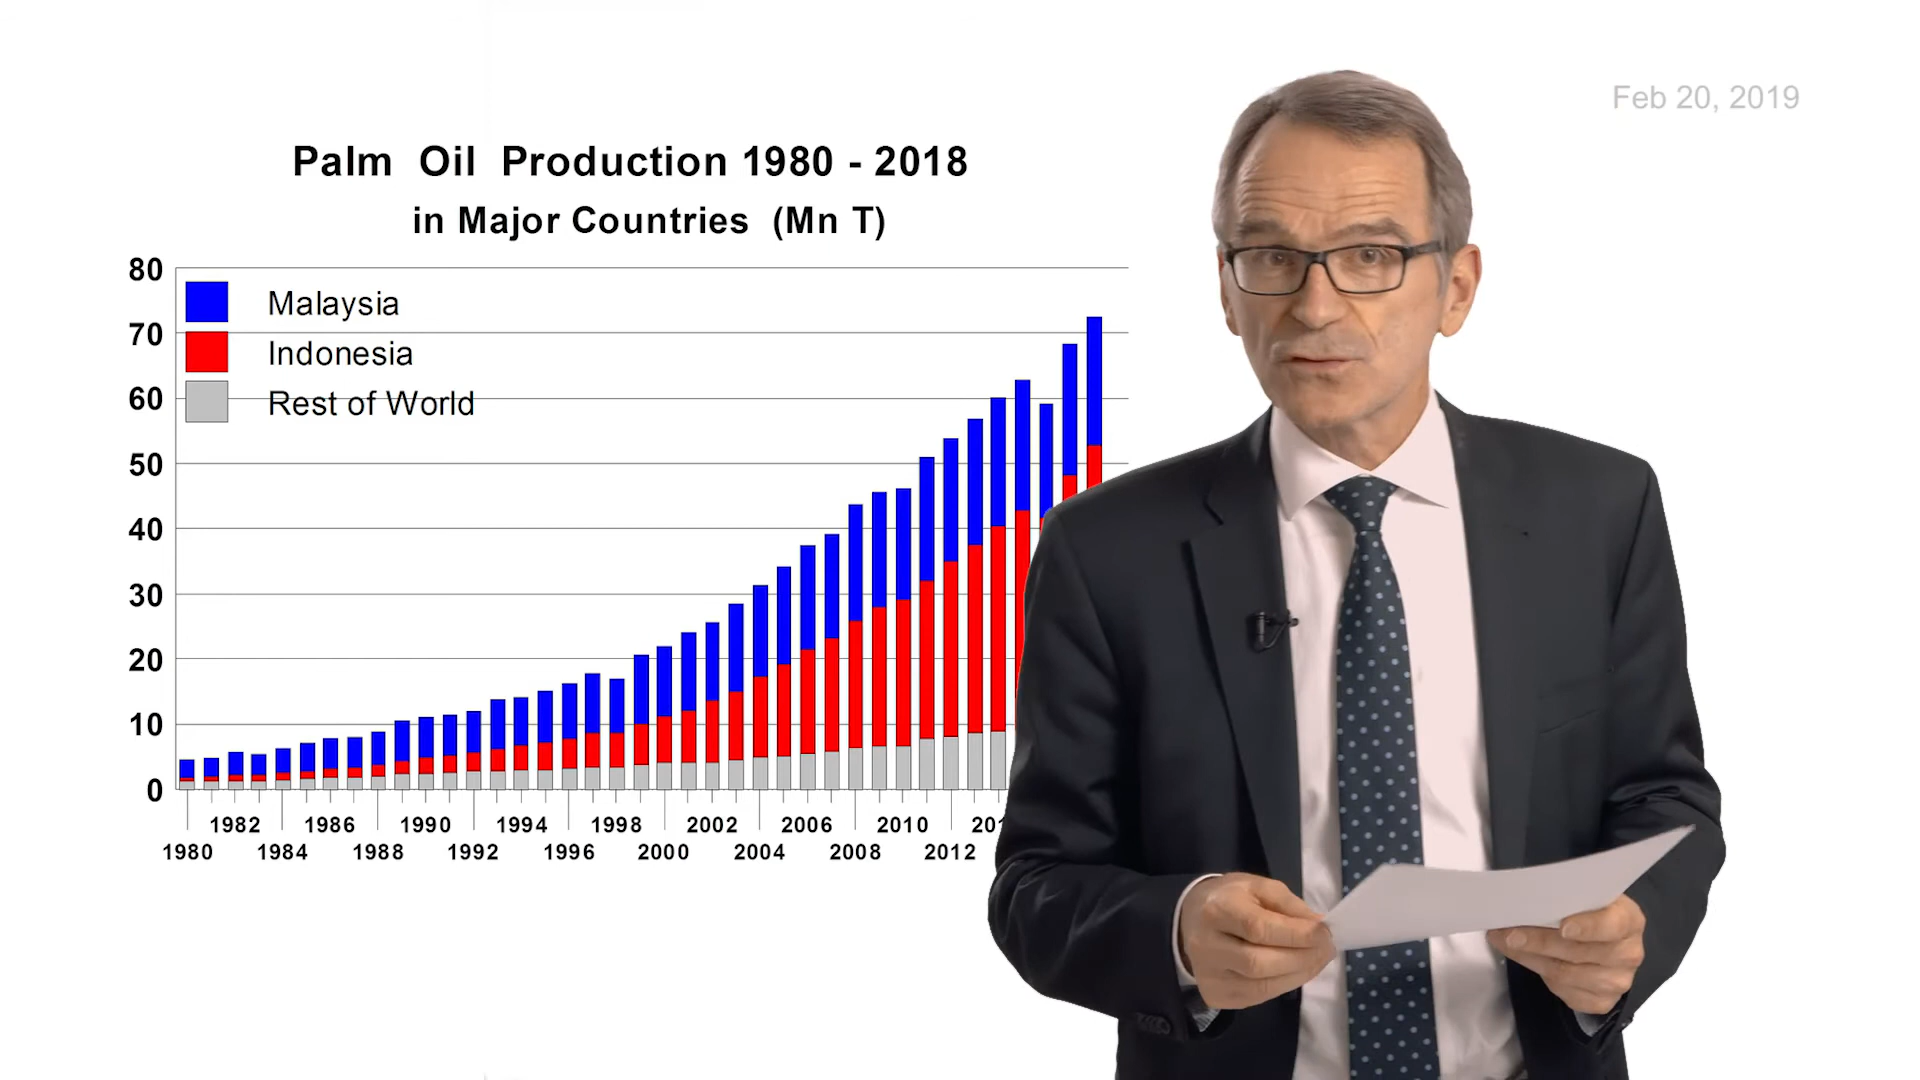 Feb 20, 2019
Palm Oil Production 1980 - 2018
in Major Countries (Mn T)
80
70
60
50
40
30
20
10
0
Malaysia
Indonesia
Rest of World
1982 1986 1990 1994 1998 2002 2006 2010
1980 1984 1988 1992 1996 2000 2004 2008 2012